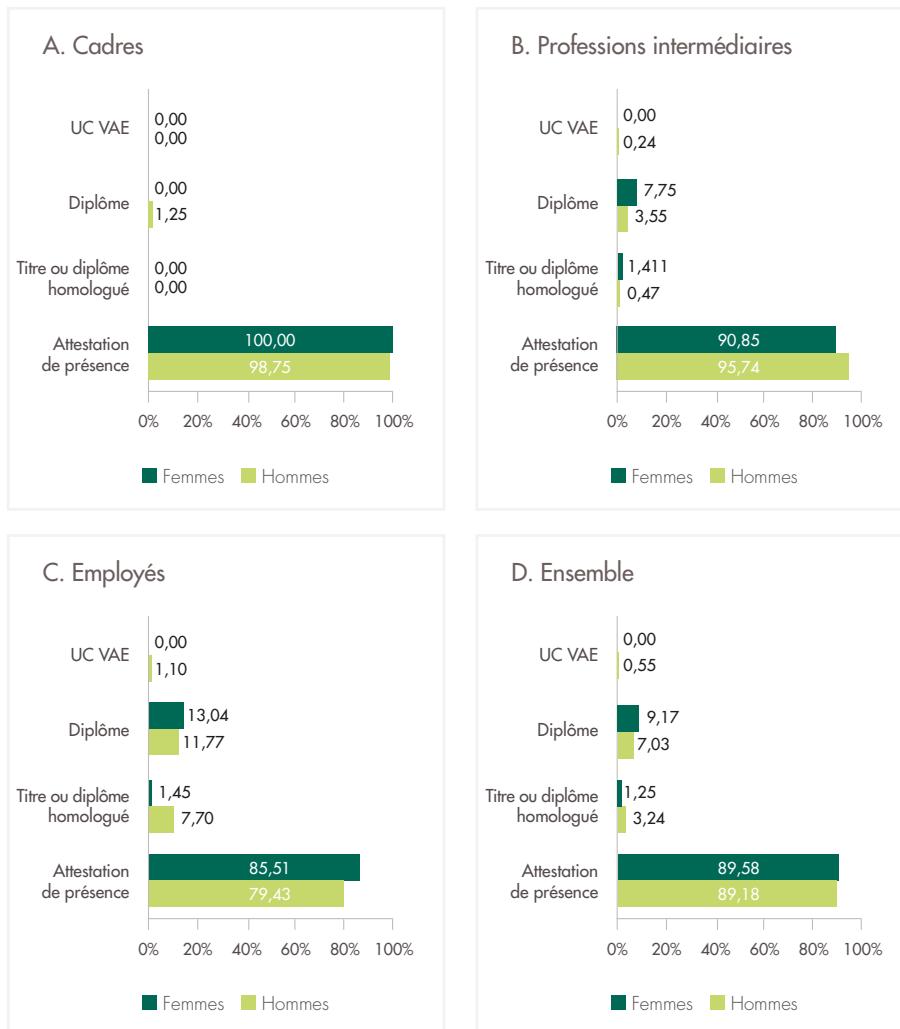 A. Cadres
UC VAE
0,00
0,00
Diplôme
0,00
1,25
Titre ou diplôme
homologué
0,00
0,00
Attestation
de présence
100,00
98,75
0% 20% 40% 60% 80% 100%
Femmes Hommes
B. Professions intermédiaires
UC VAE
0,00
0,24
Diplôme
7,75
3,55
Titre ou diplôme
homologué
1,411
0,47
Attestation
de présence
90,85
95,74
0% 20% 40% 60% 80% 100%
Femmes Hommes
C. Employés
UC VAE
0,00
1,10
Diplôme
13,04
11,77
Titre ou diplôme
homologué
1,45
7,70
Attestation
de présence
85,51
79,43
0% 20% 40% 60% 80% 100%
Femmes Hommes
D. Ensemble
UC VAE
0,00
0,55
Diplôme
9,17
7,03
Titre ou diplôme
homologué
1,25
3,24
Attestation
de présence
89,58
89,18
0% 20% 40% 60% 80% 100%
Femmes Hommes